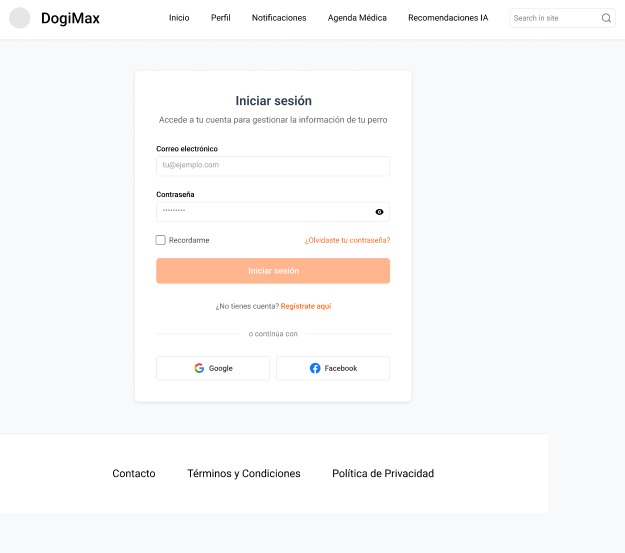 DogiMax
Inicio Perfil Notificaciones Agenda Médica Recomendaciones IA Search in site
Iniciar sesión
Accede a tu cuenta para gestionar la información de tu perro
Correo electrónico
tu@ejemplo.com
Contraseña
Recordarme ¿Olvidaste tu contraseña?
Iniciar sesión
¿No tienes cuenta? Regístrate aquí
o continúa con
Google Facebook
Contacto Términos y Condiciones Política de Privacidad